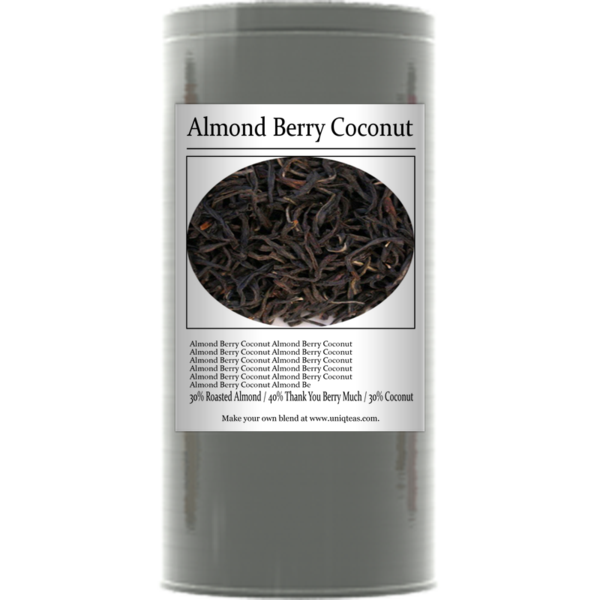 Almond Berry Coconut
Almond Berry Coconut Almond Berry Coconut
Almond Berry Coconut Almond Berry Coconut
Almond Berry Coconut Almond Berry Coconut
Almond Berry Coconut Almond Berry Coconut
Almond Berry Coconut Almond Berry Coconut
Almond Berry Coconut Almond Be
30% Roasted Almond / 40% Thank You Berry Much / 30% Coconut
Make your own blend at www.uniqteas.com.